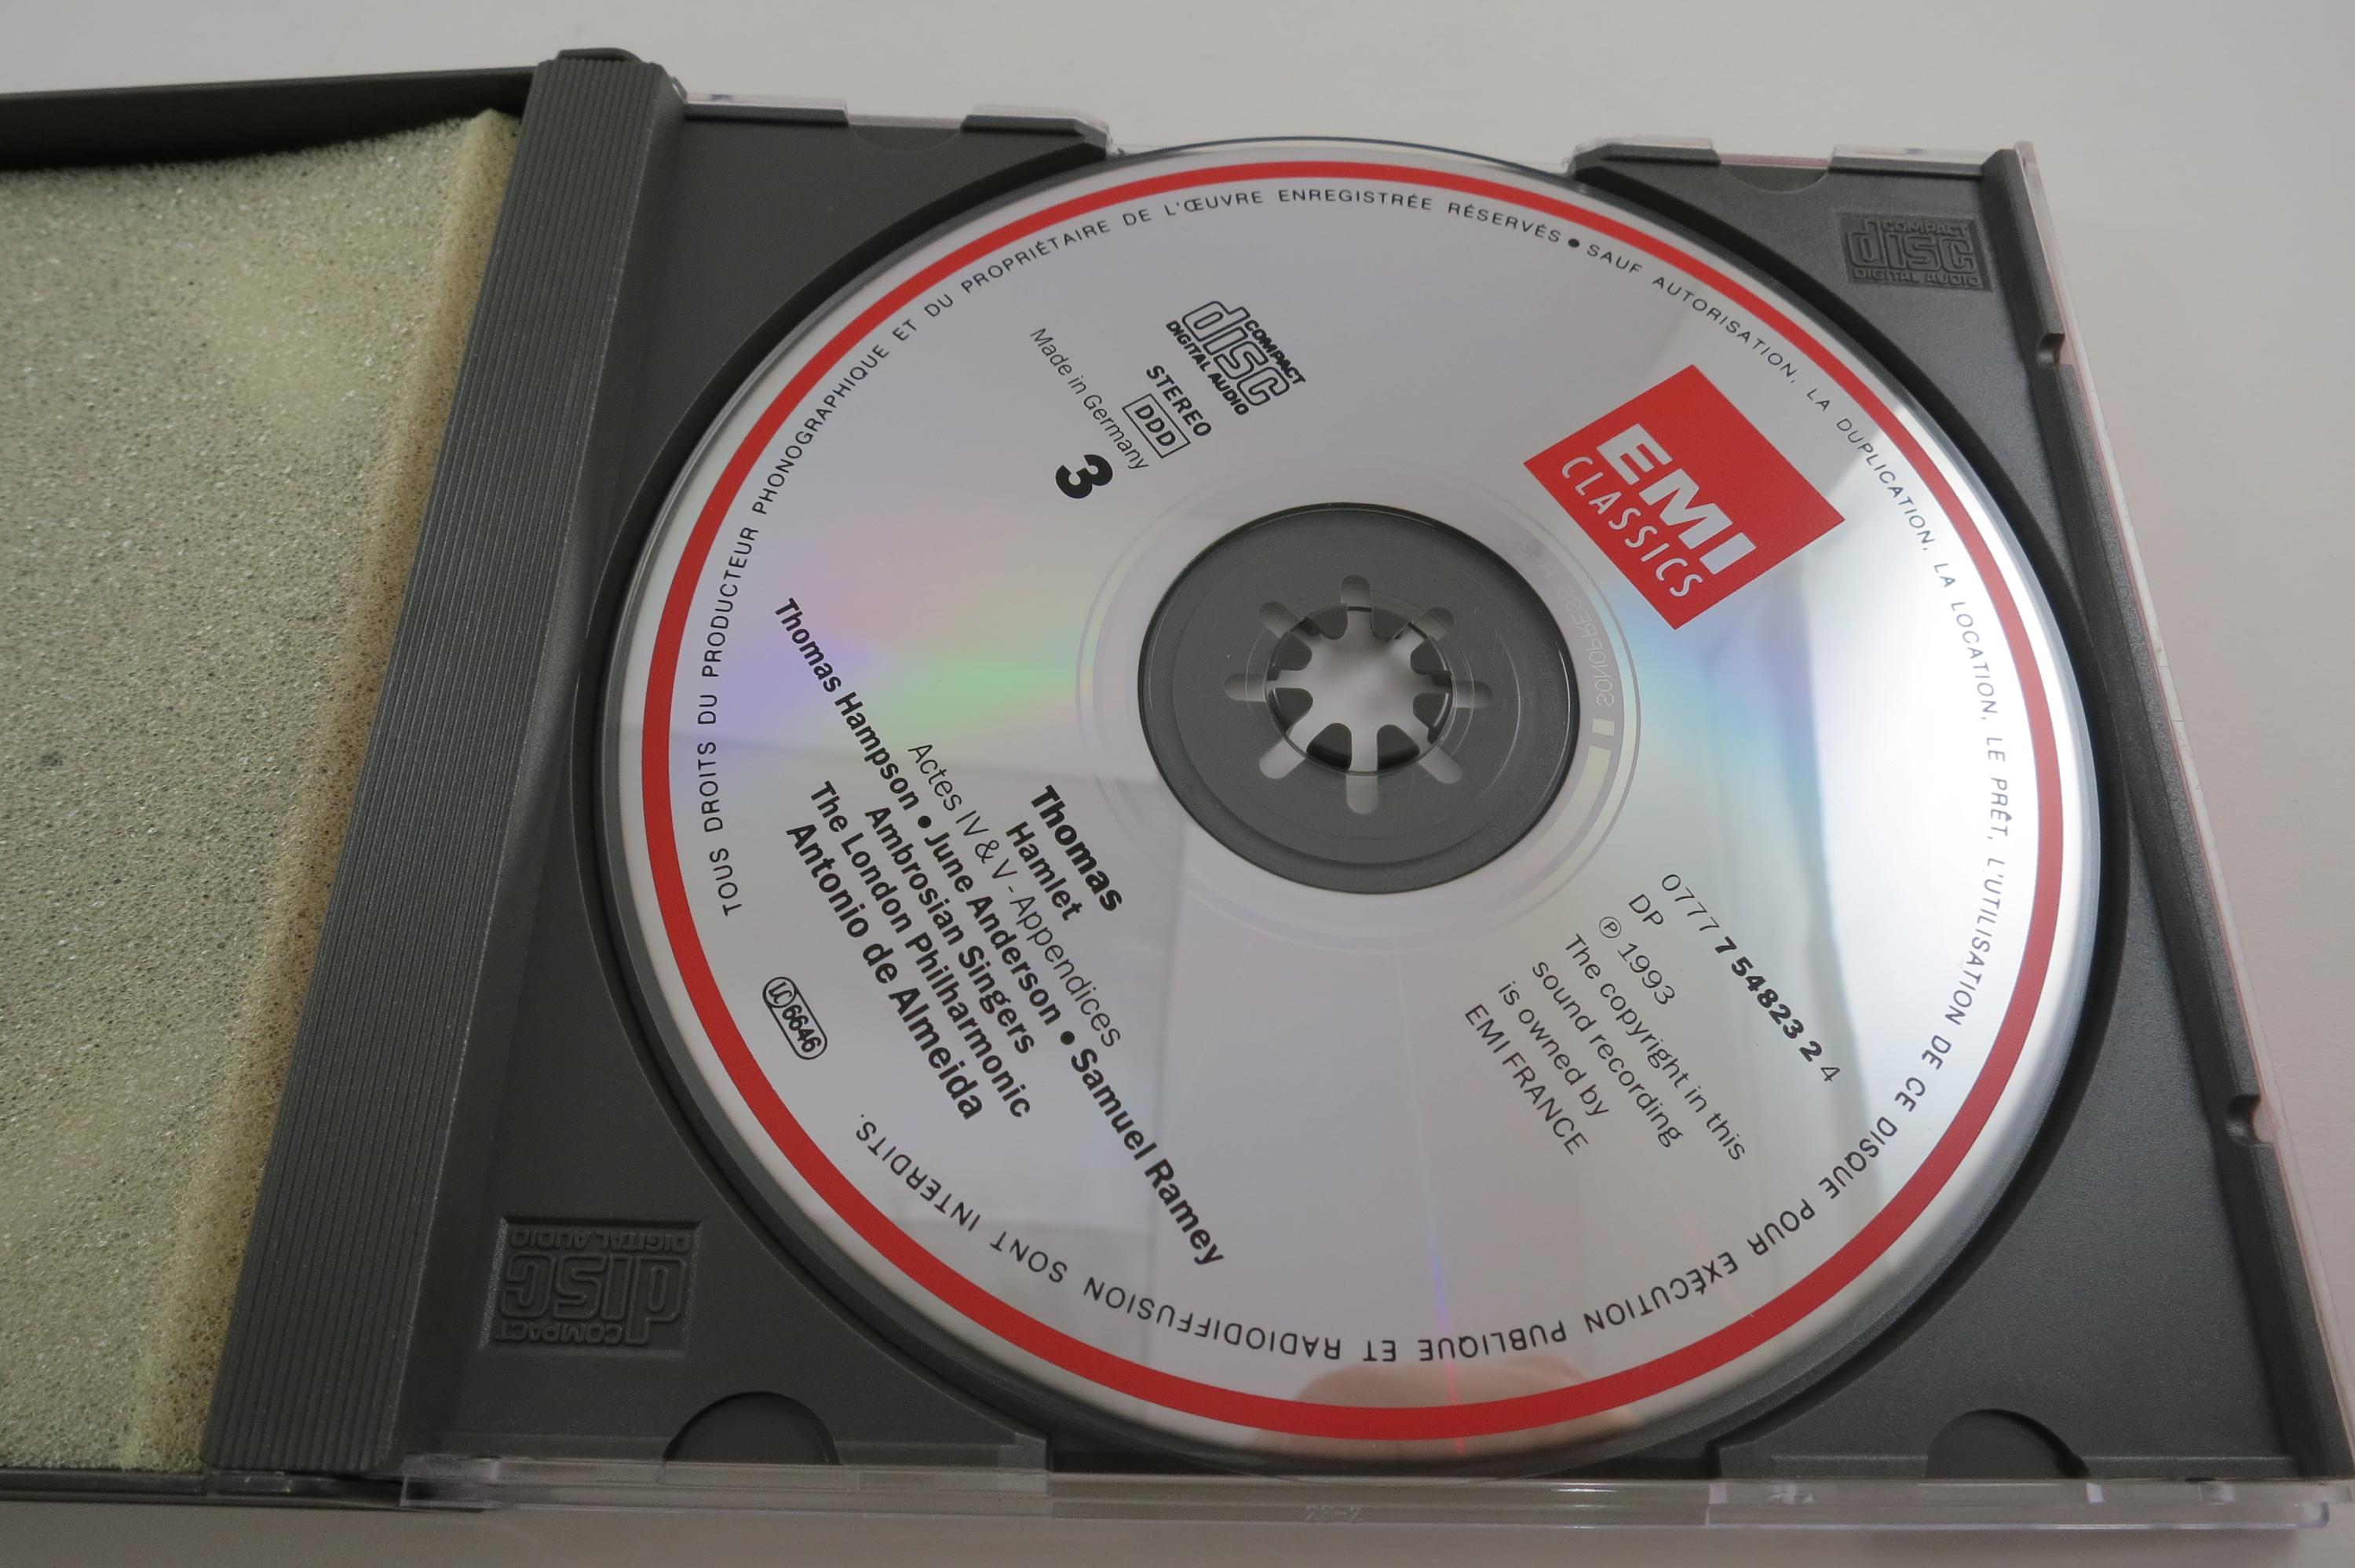 TOUS DROITS DU PRODUCTEUR PHONOGRAPHIQUE ET DU PROPRIÉTAIRE DE L'ŒUVRE ENREGISTRÉE RÉSERVÉS • SAUF AUTORISATION, LA DUPLICATION, LA LOCATION, LE PRÊT, L'UTILISATION DE CE DISQUE POUR EXÉCUTION PUBLIQUE ET RADIODIFFUSION SONT INTERDITS.
EMI
CLASSICS
COMPACT
disc
DIGITAL AUDIO
STEREO
DDD
Made in Germany
3
0777 7 54823 2 4
DP
℗ 1993
The copyright in this
sound recording
is owned by
EMI FRANCE
Thomas
Hamlet
Actes IV & V - Appendices
Thomas Hampson • June Anderson • Samuel Ramey
Ambrosian Singers
The London Philharmonic
Antonio de Almeida
LC 6646
COMPACT
disc
DIGITAL AUDIO
COMPACT
disc
DIGITAL AUDIO